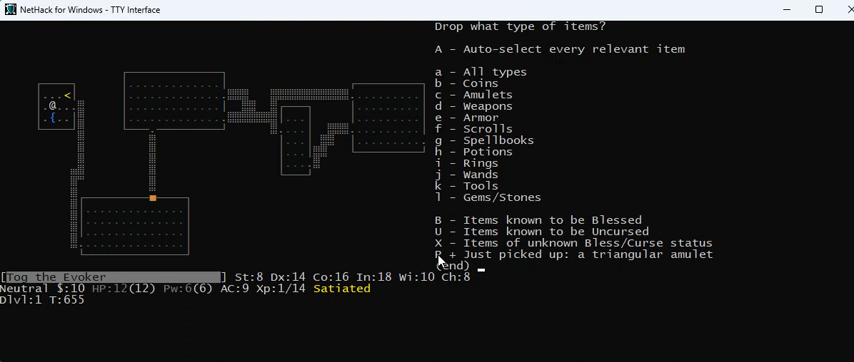 NetHack for Windows - TTY Interface
Drop what type of items?
A - Auto-select every relevant item
a - All types
b - Coins
c - Amulets
d - Weapons
e - Armor
f - Scrolls
g - Spellbooks
h - Potions
i - Rings
j - Wands
k - Tools
l - Gems/Stones
B - Items known to be Blessed
U - Items known to be Uncursed
X - Items of unknown Bless/Curse status
P + Just picked up: a triangular amulet
(end)
[Tog the Evoker] St:8 Dx:14 Co:16 In:18 Wi:10 Ch:8
Neutral $:10 HP:12(12) Pw:6(6) AC:9 Xp:1/14 Satiated
Dlvl:1 T:655